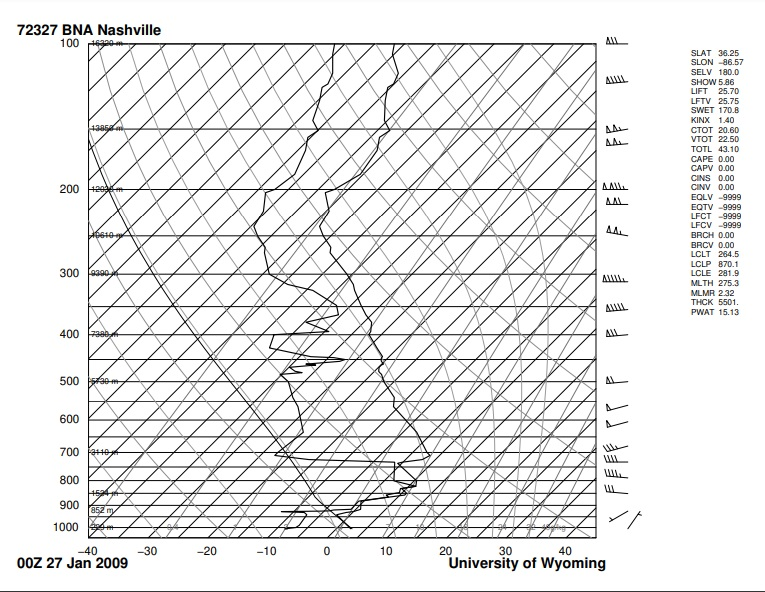 72327 BNA Nashville
100
200
300
400
500
600
700
800
900
1000
16320 m
13850 m
10610 m
9390 m
7380 m
5730 m
3110 m
1534 m
852 m
−40
−30
−20
−10
0
10
20
30
40
00Z 27 Jan 2009
University of Wyoming
SLAT 36.25
SLON −86.57
SELV 180.0
SHOW 5.86
LIFT 25.70
LFTV 25.75
SWET 170.8
KINX 1.40
CTOT 20.60
VTOT 22.50
TOTL 43.10
CAPE 0.00
CAPV 0.00
CINS 0.00
CINV 0.00
EQLV −9999
EQTV −9999
LFCT −9999
LFCV −9999
BRCH 0.00
BRCV 0.00
LCLT 264.5
LCLP 870.1
LCLE 281.9
MLTH 275.3
MLMR 2.32
THCK 5501.
PWAT 15.13